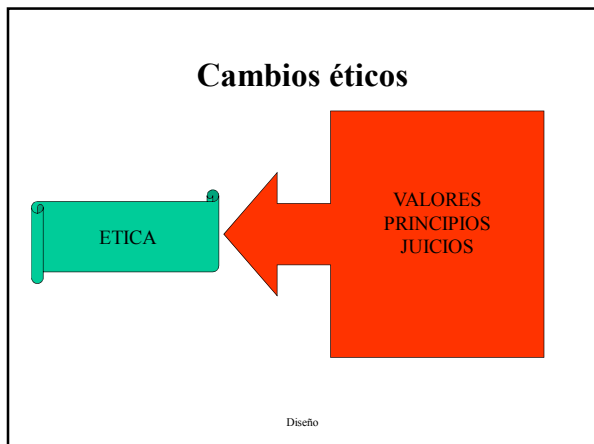 Cambios éticos
ETICA
VALORES
PRINCIPIOS
JUICIOS
Diseño